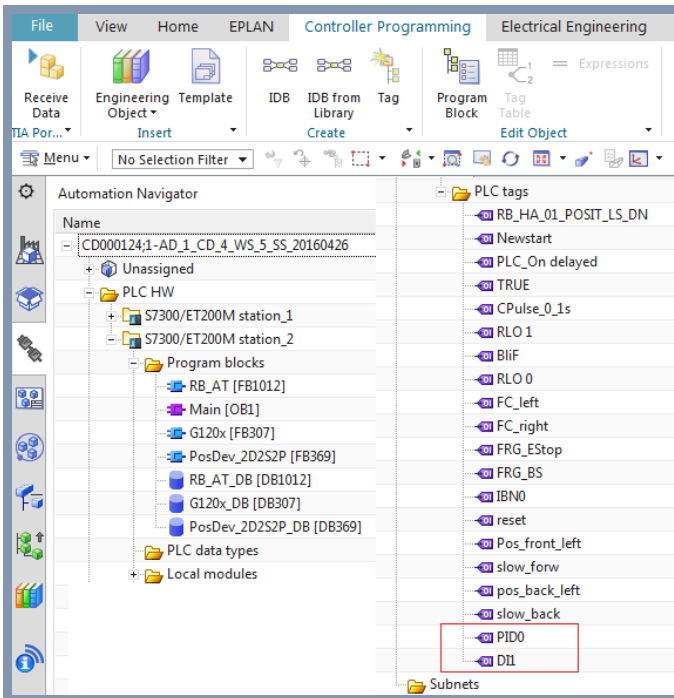 File View Home EPLAN Controller Programming Electrical Engineering
Receive Data
Engineering Object
Template
IDB
IDB from Library
Tag
Program Block
Tag Table
1
2
Expressions
TIA Por...
Insert
Create
Edit Object
Menu No Selection Filter
Automation Navigator
Name
CD000124;1-AD_1_CD_4_WS_5_SS_20160426
Unassigned
PLC HW
S7300/ET200M station_1
S7300/ET200M station_2
Program blocks
RB_AT [FB1012]
Main [OB1]
G120x [FB307]
PosDev_2D2S2P [FB369]
RB_AT_DB [DB1012]
G120x_DB [DB307]
PosDev_2D2S2P_DB [DB369]
PLC data types
Local modules
PLC tags
RB_HA_01_POSIT_LS_DN
Newstart
PLC_On delayed
TRUE
CPulse_0_1s
RLO 1
BliF
RLO 0
FC_left
FC_right
FRG_EStop
FRG_BS
IBN0
reset
Pos_front_left
slow_forw
pos_back_left
slow_back
PID0
DI1
Subnets